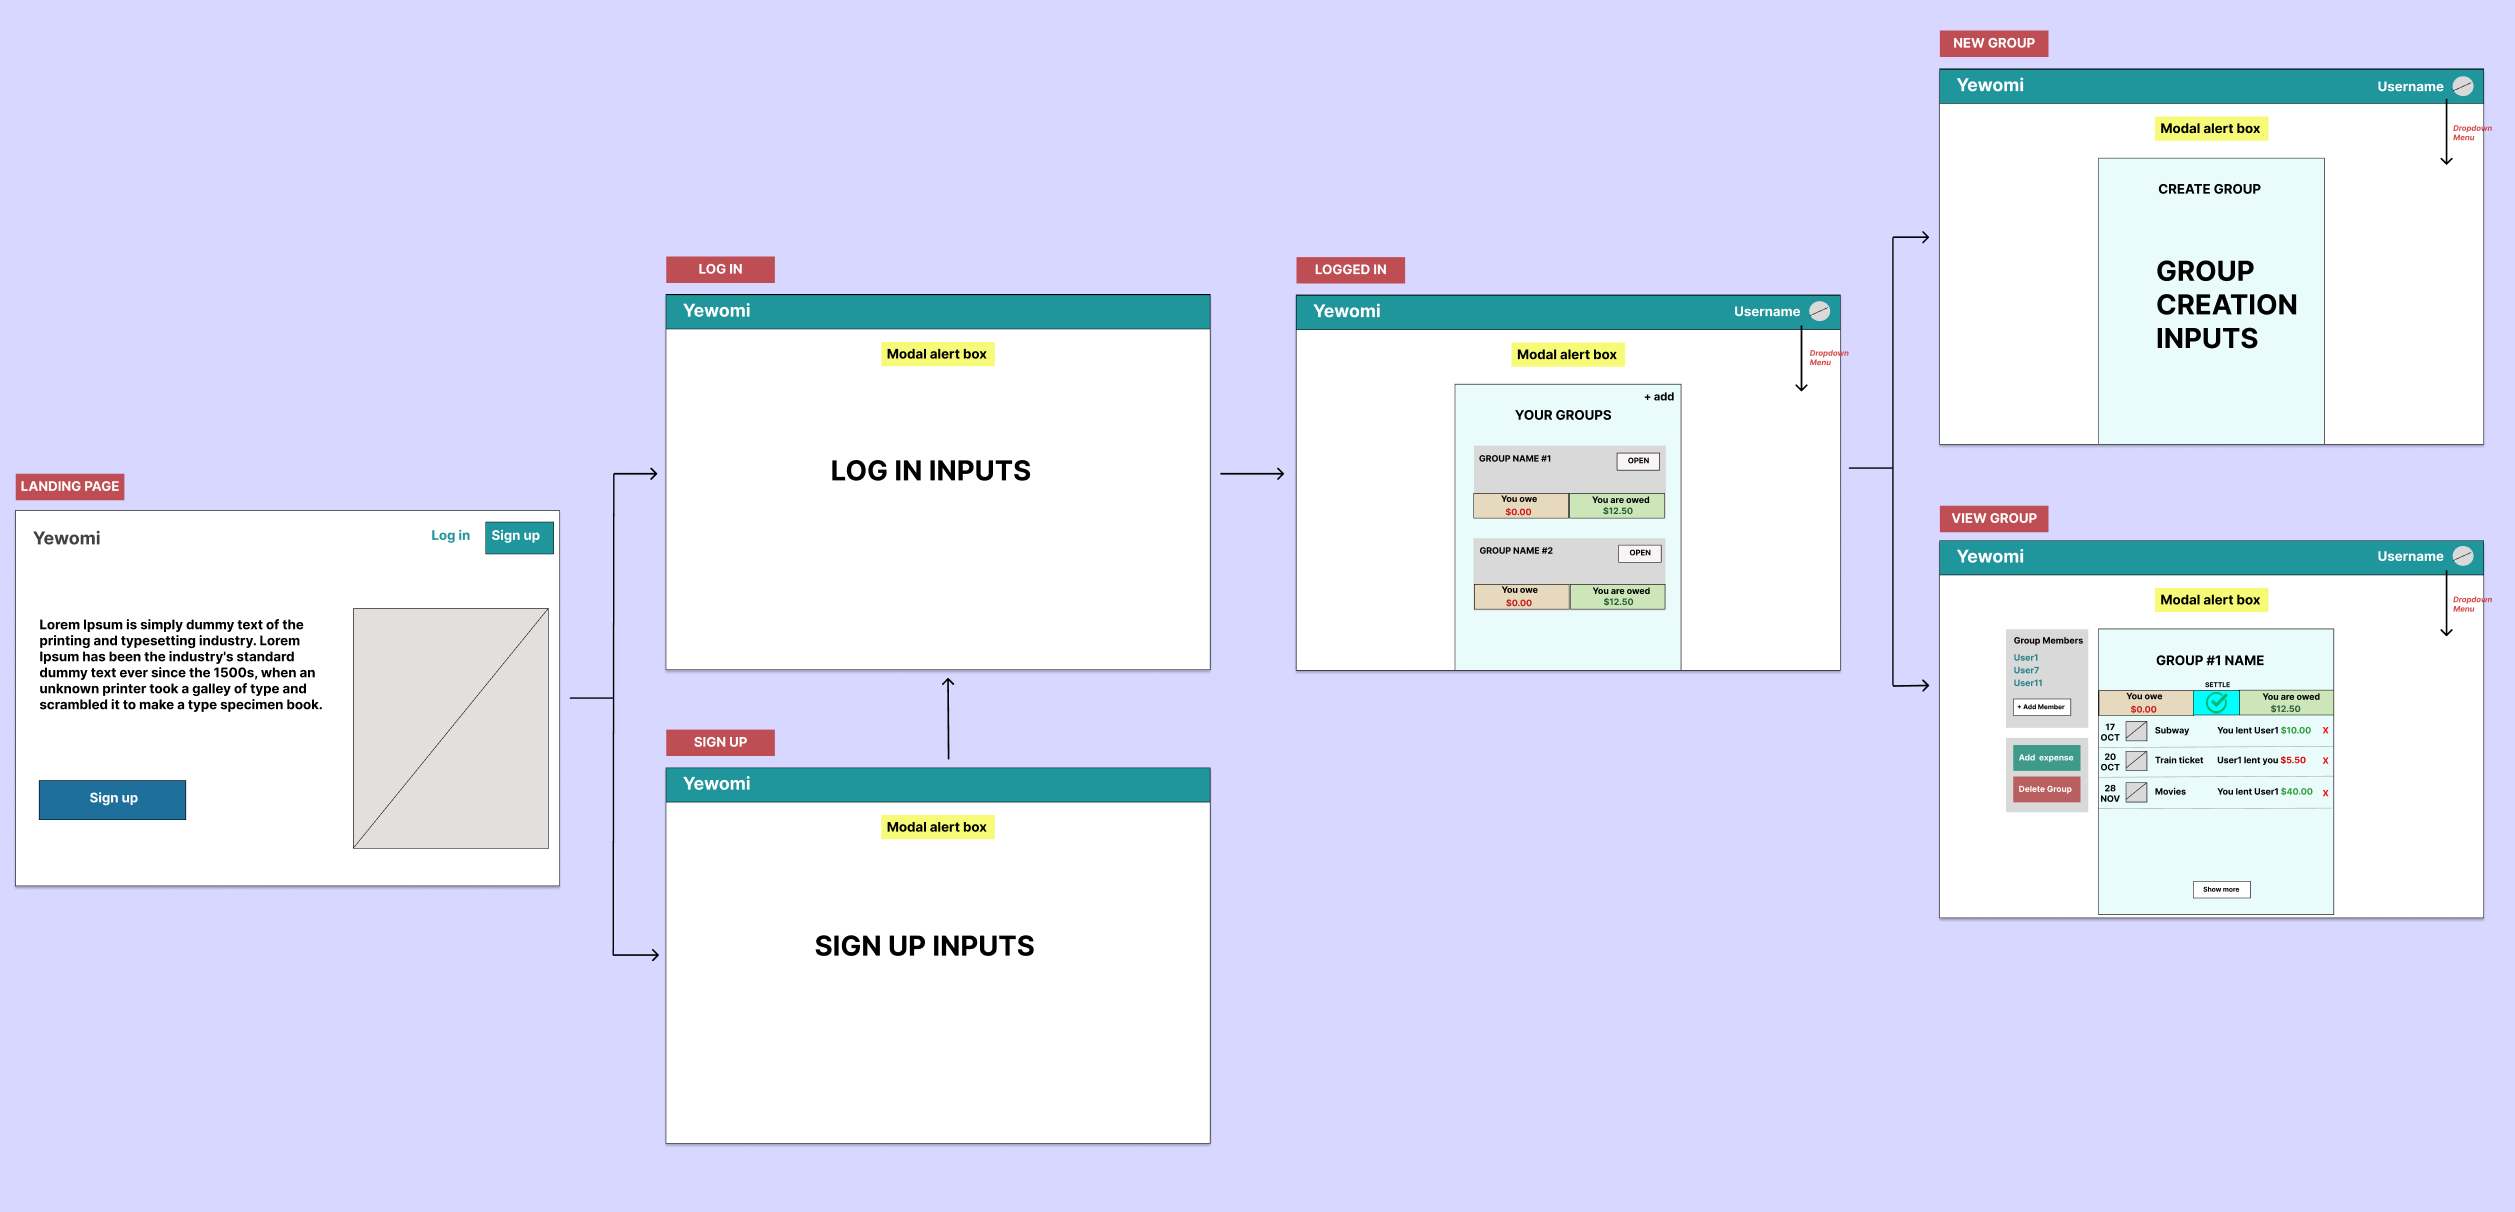 LANDING PAGE
Yewomi
Log in
Sign up
Lorem Ipsum is simply dummy text of the
printing and typesetting industry. Lorem
Ipsum has been the industry's standard
dummy text ever since the 1500s, when an
unknown printer took a galley of type and
scrambled it to make a type specimen book.
Sign up
LOG IN
Yewomi
Modal alert box
LOG IN INPUTS
SIGN UP
Yewomi
Modal alert box
SIGN UP INPUTS
LOGGED IN
Yewomi
Username
Modal alert box
Dropdown
Menu
+ add
YOUR GROUPS
GROUP NAME #1
OPEN
You owe
$0.00
You are owed
$12.50
GROUP NAME #2
OPEN
You owe
$0.00
You are owed
$12.50
NEW GROUP
Yewomi
Username
Modal alert box
Dropdown
Menu
CREATE GROUP
GROUP
CREATION
INPUTS
VIEW GROUP
Yewomi
Username
Modal alert box
Dropdown
Menu
Group Members
User1
User7
User11
+ Add Member
Add expense
Delete Group
GROUP #1 NAME
SETTLE
You owe
$0.00
You are owed
$12.50
17
OCT
Subway
You lent User1 $10.00
X
20
OCT
Train ticket
User1 lent you $5.50
X
28
NOV
Movies
You lent User1 $40.00
X
Show more